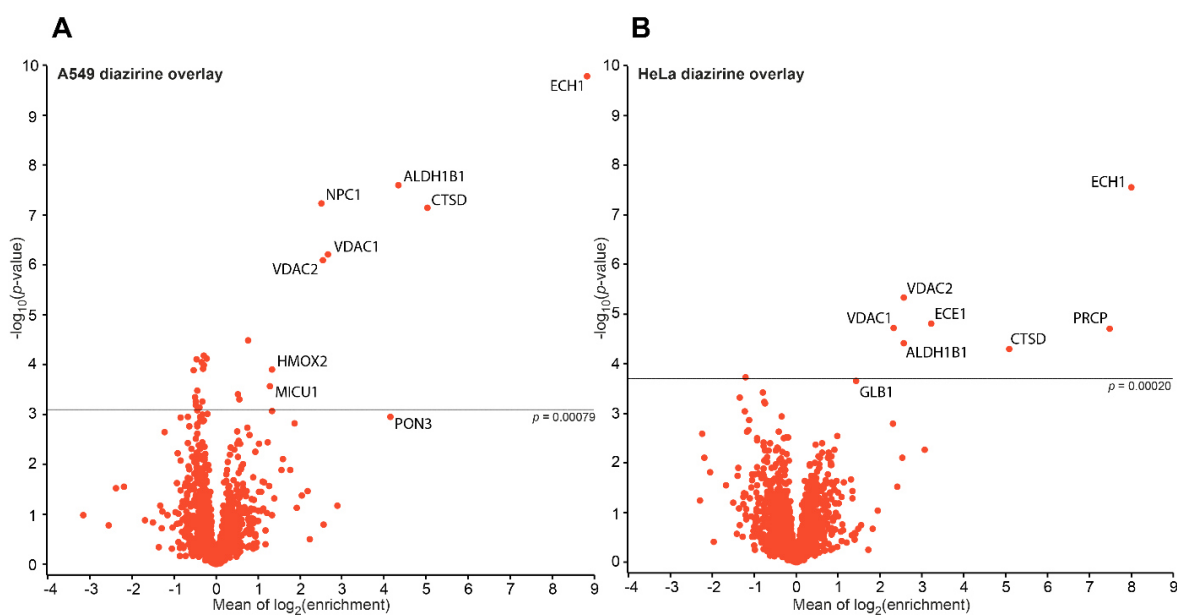 A
A549 diazirine overlay
10
9
8
7
6
5
4
3
2
1
0
-log10(p-value)
ECH1
ALDH1B1
NPC1
CTSD
VDAC1
VDAC2
HMOX2
MICU1
PON3
p = 0.00079
-4 -3 -2 -1 0 1 2 3 4 5 6 7 8 9
Mean of log2(enrichment)
B
HeLa diazirine overlay
10
9
8
7
6
5
4
3
2
1
0
-log10(p-value)
ECH1
VDAC2
VDAC1
ECE1
PRCP
ALDH1B1
CTSD
GLB1
p = 0.00020
-4 -3 -2 -1 0 1 2 3 4 5 6 7 8 9
Mean of log2(enrichment)